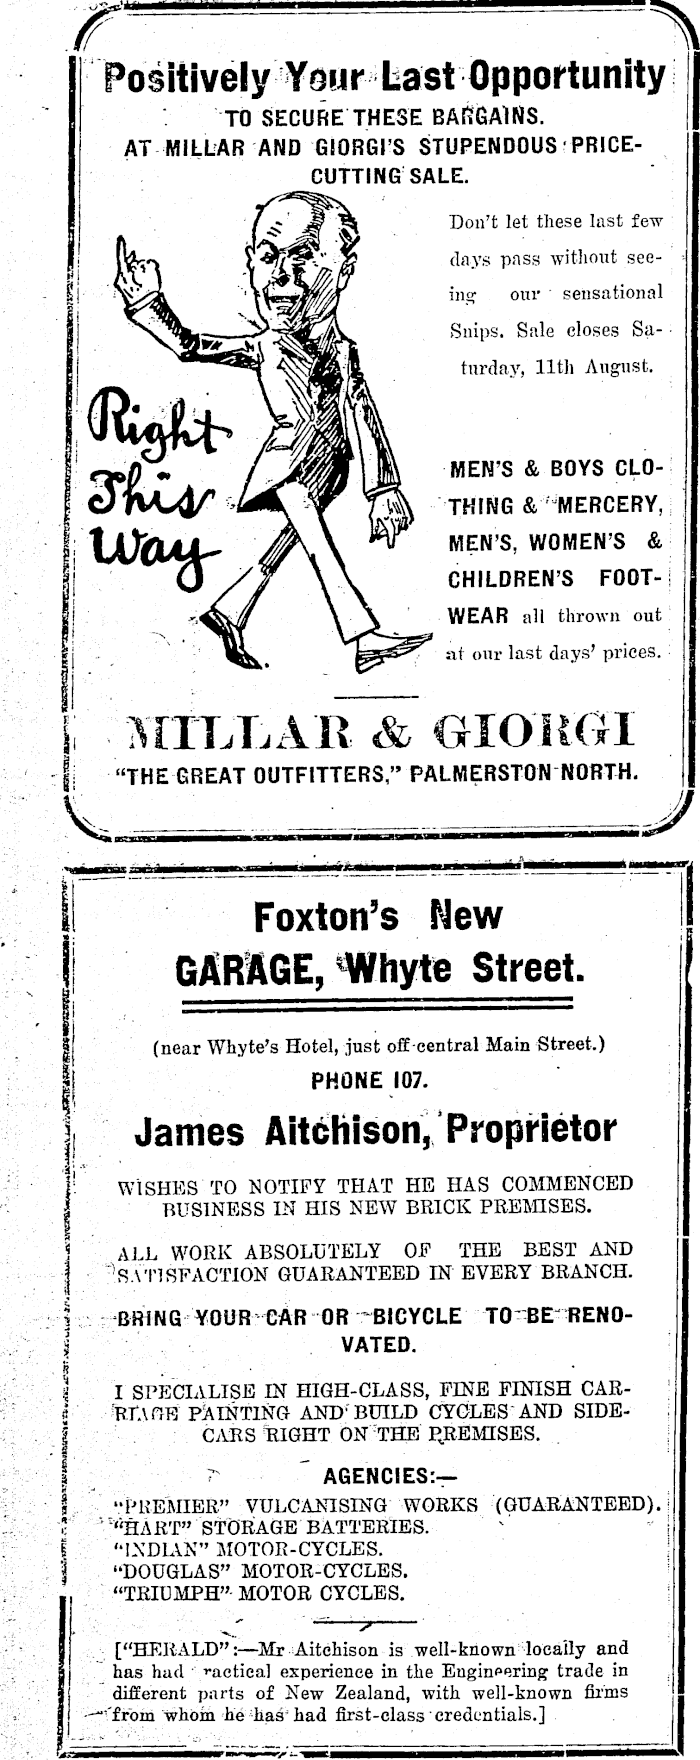 Positively Your Last Opportunity
TO SECURE THESE BARGAINS.
AT MILLAR AND GIORGI'S STUPENDOUS PRICE-
CUTTING SALE.
Don't let these last few
days pass without see-
ing our sensational
Snips. Sale closes Sa-
turday, 11th August.
Right
This
Way
MEN'S & BOYS CLO-
THING & MERCERY,
MEN'S, WOMEN'S &
CHILDREN'S FOOT-
WEAR all thrown out
at our last days' prices.
MILLAR & GIORGI
"THE GREAT OUTFITTERS," PALMERSTON NORTH.
Foxton's New
GARAGE, Whyte Street.
(near Whyte's Hotel, just off central Main Street.)
PHONE 107.
James Aitchison, Proprietor
WISHES TO NOTIFY THAT HE HAS COMMENCED
BUSINESS IN HIS NEW BRICK PREMISES.
ALL WORK ABSOLUTELY OF THE BEST AND
SATISFACTION GUARANTEED IN EVERY BRANCH.
BRING YOUR CAR OR BICYCLE TO BE RENO-
VATED.
I SPECIALISE IN HIGH-CLASS, FINE FINISH CAR-
RIAGE PAINTING AND BUILD CYCLES AND SIDE-
CARS RIGHT ON THE PREMISES.
AGENCIES:—
"PREMIER" VULCANISING WORKS (GUARANTEED).
"HART" STORAGE BATTERIES.
"INDIAN" MOTOR-CYCLES.
"DOUGLAS" MOTOR-CYCLES.
"TRIUMPH" MOTOR CYCLES.
["HERALD":—Mr Aitchison is well-known locally and
has had ractical experience in the Engineering trade in
different parts of New Zealand, with well-known firms
from whom he has had first-class credentials.]